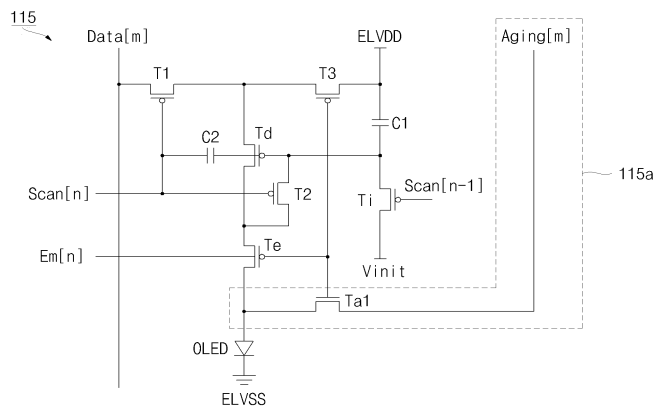 115
Data[m]
ELVDD
Aging[m]
T1
T3
C2
Td
C1
Scan[n]
T2
Ti
Scan[n-1]
115a
Em[n]
Te
Vinit
Ta1
OLED
ELVSS